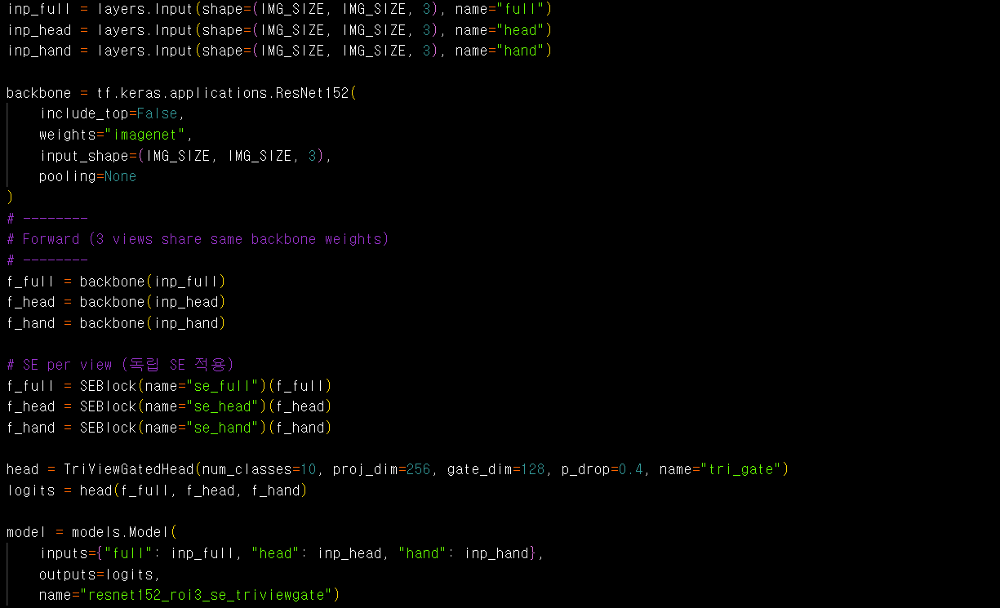 inp_full = layers.Input(shape=(IMG_SIZE, IMG_SIZE, 3), name="full")
inp_head = layers.Input(shape=(IMG_SIZE, IMG_SIZE, 3), name="head")
inp_hand = layers.Input(shape=(IMG_SIZE, IMG_SIZE, 3), name="hand")

backbone = tf.keras.applications.ResNet152(
    include_top=False,
    weights="imagenet",
    input_shape=(IMG_SIZE, IMG_SIZE, 3),
    pooling=None
)
# --------
# Forward (3 views share same backbone weights)
# --------
f_full = backbone(inp_full)
f_head = backbone(inp_head)
f_hand = backbone(inp_hand)

# SE per view (독립 SE 적용)
f_full = SEBlock(name="se_full")(f_full)
f_head = SEBlock(name="se_head")(f_head)
f_hand = SEBlock(name="se_hand")(f_hand)

head = TriViewGatedHead(num_classes=10, proj_dim=256, gate_dim=128, p_drop=0.4, name="tri_gate")
logits = head(f_full, f_head, f_hand)

model = models.Model(
    inputs={"full": inp_full, "head": inp_head, "hand": inp_hand},
    outputs=logits,
    name="resnet152_roi3_se_triviewgate")